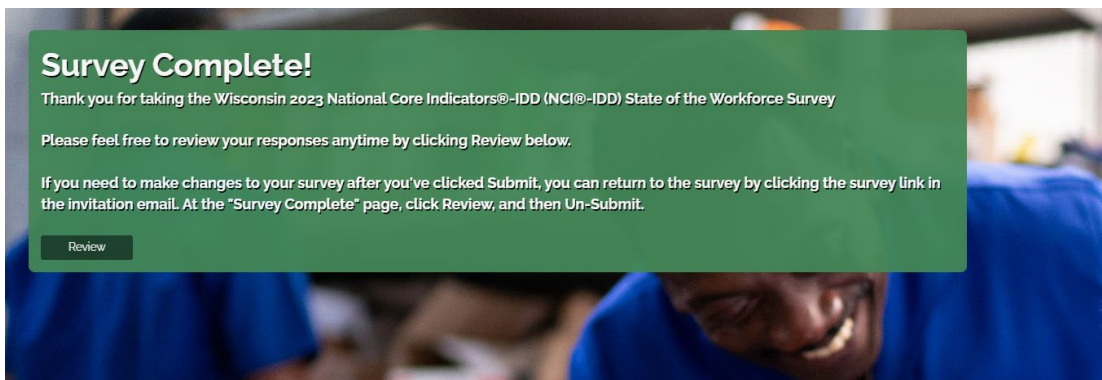 Survey Complete!
Thank you for taking the Wisconsin 2023 National Core Indicators®-IDD (NCI®-IDD) State of the Workforce Survey
Please feel free to review your responses anytime by clicking Review below.
If you need to make changes to your survey after you've clicked Submit, you can return to the survey by clicking the survey link in
the invitation email. At the "Survey Complete" page, click Review, and then Un-Submit.
Review